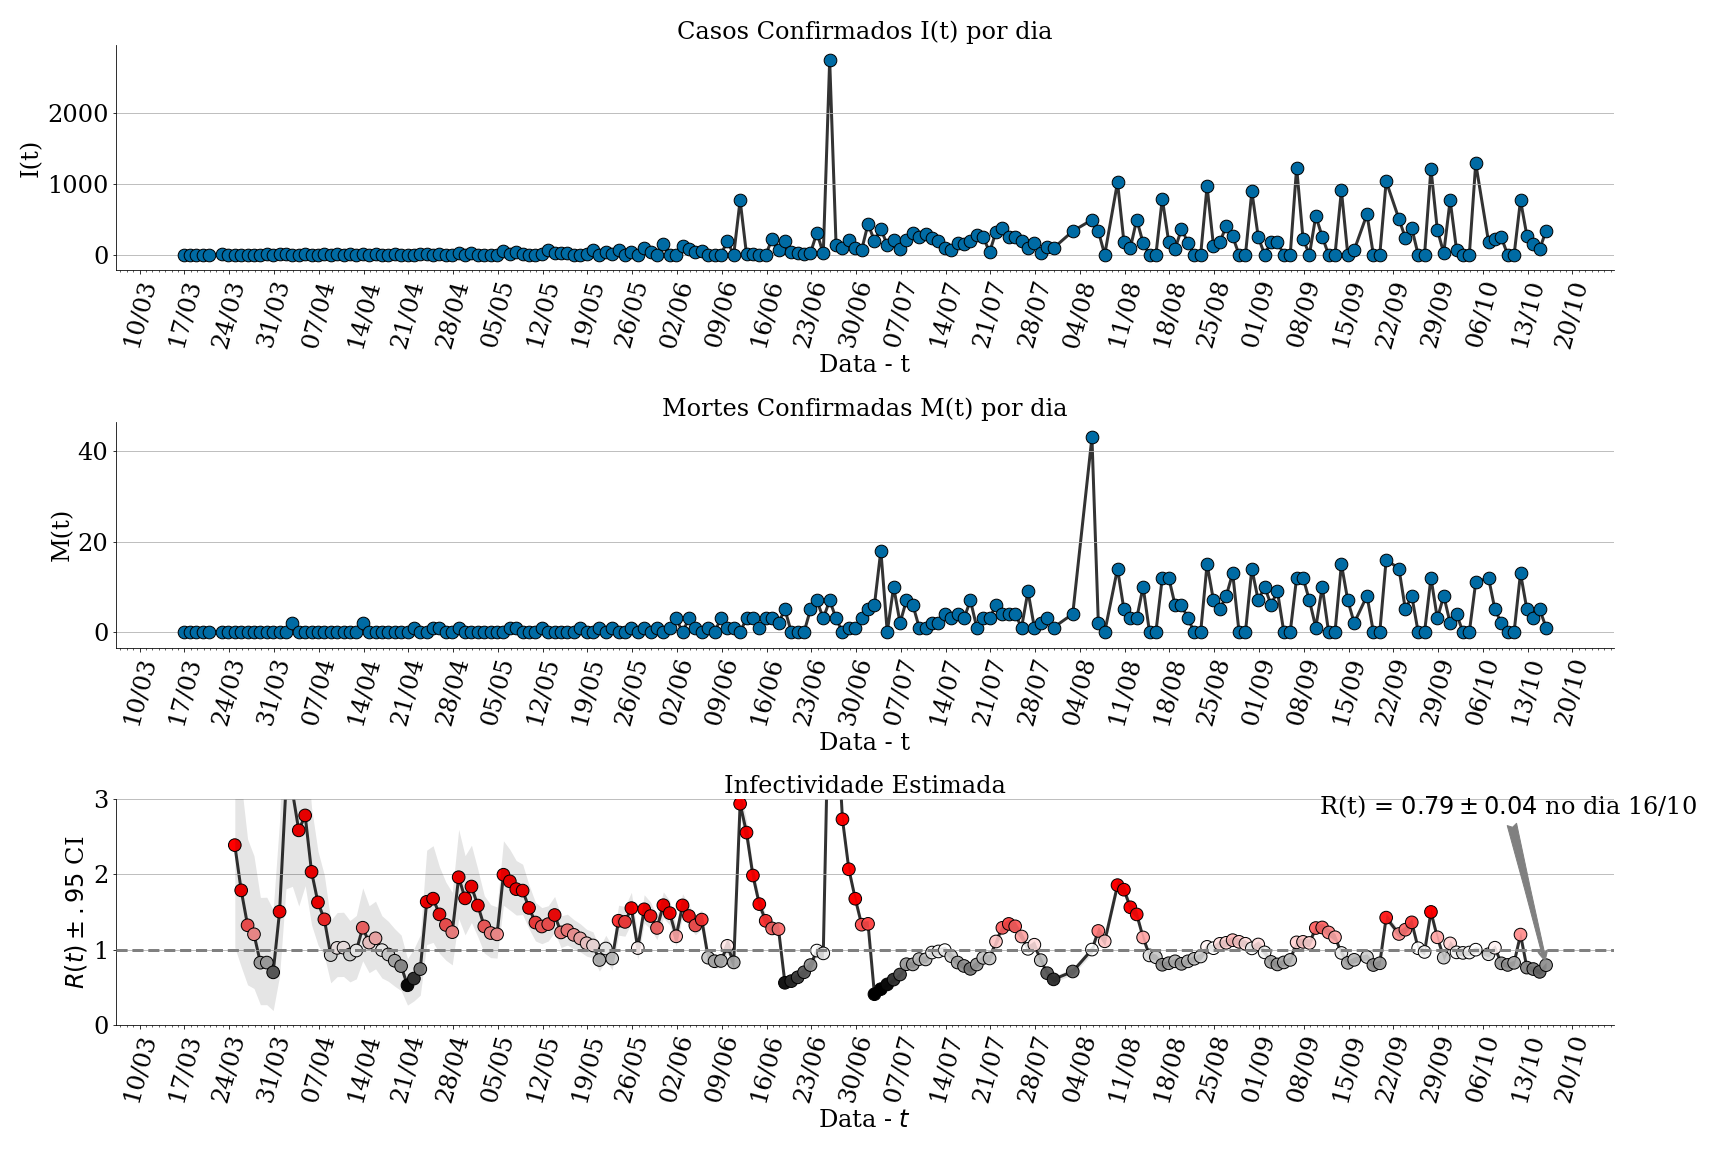 Casos Confirmados I(t) por dia
I(t)
2000
1000
0
10/03 17/03 24/03 31/03 07/04 14/04 21/04 28/04 05/05 12/05 19/05 26/05 02/06 09/06 16/06 23/06 30/06 07/07 14/07 21/07 28/07 04/08 11/08 18/08 25/08 01/09 08/09 15/09 22/09 29/09 06/10 13/10 20/10
Data - t
Mortes Confirmadas M(t) por dia
M(t)
40
20
0
10/03 17/03 24/03 31/03 07/04 14/04 21/04 28/04 05/05 12/05 19/05 26/05 02/06 09/06 16/06 23/06 30/06 07/07 14/07 21/07 28/07 04/08 11/08 18/08 25/08 01/09 08/09 15/09 22/09 29/09 06/10 13/10 20/10
Data - t
Infectividade Estimada
R(t) ± .95 CI
3
R(t) = 0.79 ± 0.04 no dia 16/10
2
1
0
10/03 17/03 24/03 31/03 07/04 14/04 21/04 28/04 05/05 12/05 19/05 26/05 02/06 09/06 16/06 23/06 30/06 07/07 14/07 21/07 28/07 04/08 11/08 18/08 25/08 01/09 08/09 15/09 22/09 29/09 06/10 13/10 20/10
Data - t